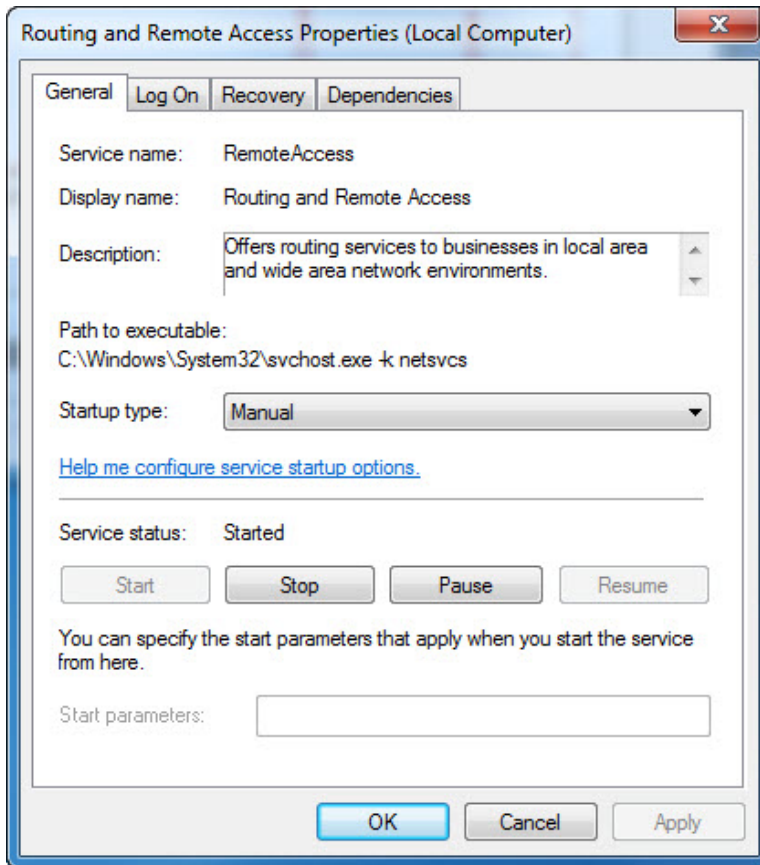 Routing and Remote Access Properties (Local Computer)
General Log On Recovery Dependencies
Service name: RemoteAccess
Display name: Routing and Remote Access
Description: Offers routing services to businesses in local area
and wide area network environments.
Path to executable:
C:\Windows\System32\svchost.exe -k netsvcs
Startup type: Manual
Help me configure service startup options.
Service status: Started
Start Stop Pause Resume
You can specify the start parameters that apply when you start the service
from here.
Start parameters:
OK Cancel Apply